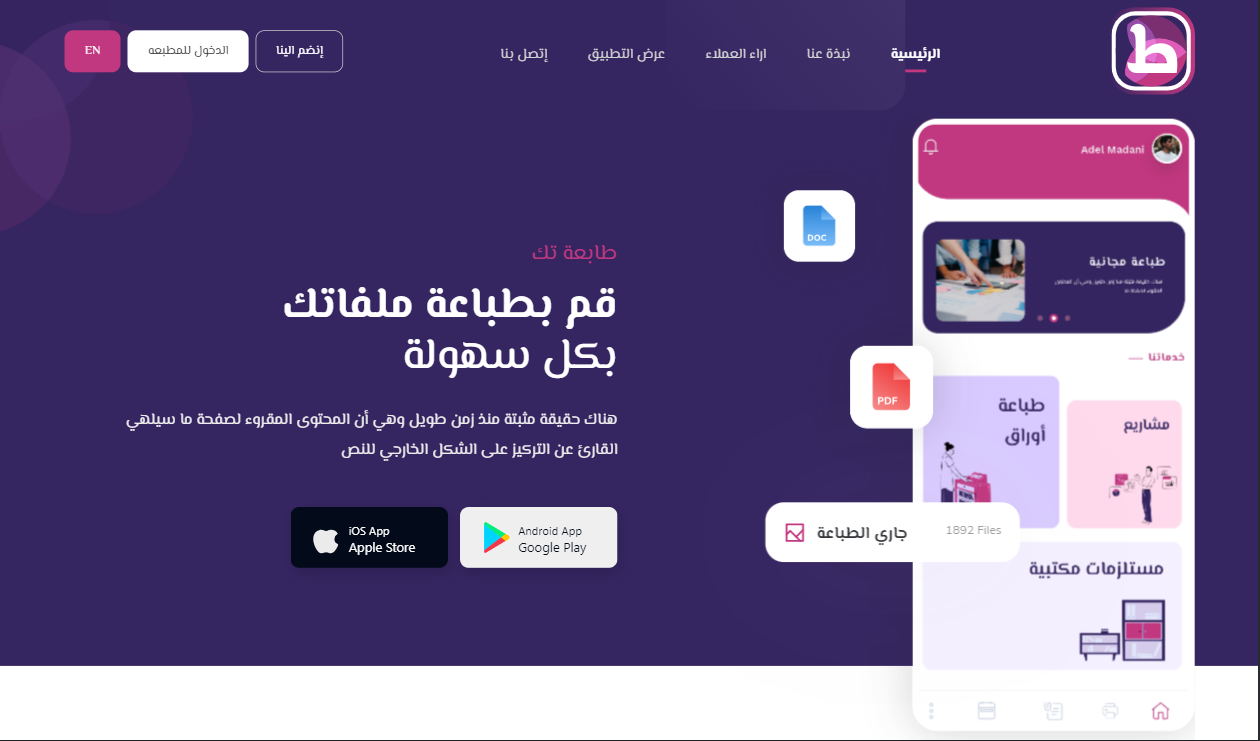 ط
الرئيسية
نبذة عنا
اراء العملاء
عرض التطبيق
إتصل بنا
إنضم الينا
الدخول للمطبعه
EN
طابعة تك
قم بطباعة ملفاتك
بكل سهولة
هناك حقيقة مثبتة منذ زمن طويل وهي أن المحتوى المقروء لصفحة ما سيلهي
القارئ عن التركيز على الشكل الخارجي للنص
Android App
Google Play
iOS App
Apple Store
Adel Madani
DOC
طباعة مجانية
PDF
خدماتنا
مشاريع
طباعة
أوراق
جاري الطباعة
1892 Files
مستلزمات مكتبية